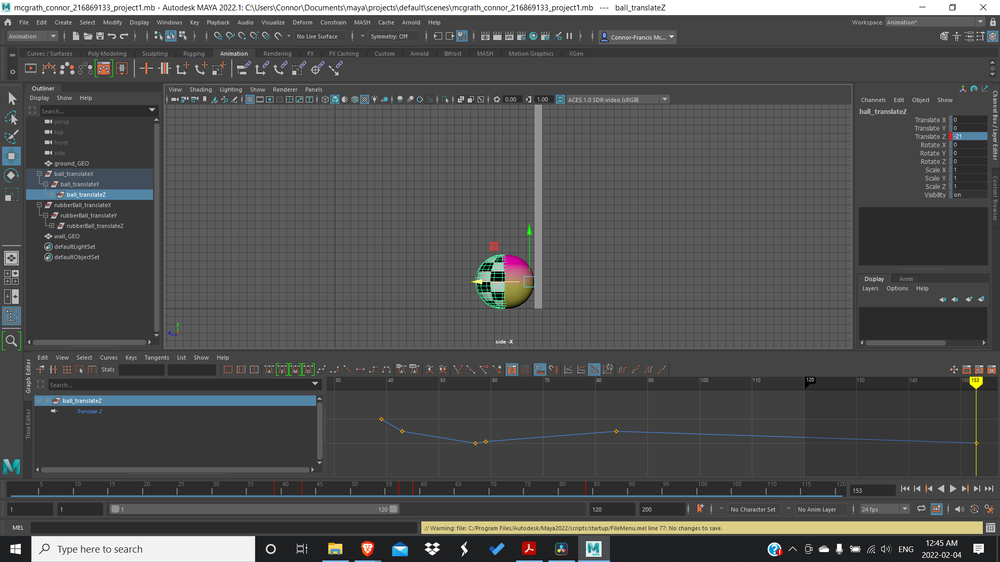 mcgrath_connor_216869133_project1.mb - Autodesk MAYA 2022.1: C:\Users\Connor\Documents\maya\projects\default\scenes\mcgrath_connor_216869133_project1.mb --- ball_translateZ
File Edit Create Select Modify Display Windows Key Playback Audio Visualize Deform Constrain MASH Cache Arnold Help
Workspace: Animation*
Animation No Live Surface Symmetry: Off Connor-Francis Mc...
Curves / Surfaces Poly Modeling Sculpting Rigging Animation Rendering FX FX Caching Custom Arnold Bifrost MASH Motion Graphics XGen
Outliner
Display Show Help
Search...
persp
top
front
side
ground_GEO
ball_translateX
ball_translateY
ball_translateZ
rubberBall_translateX
rubberBall_translateY
rubberBall_translateZ
wall_GEO
defaultLightSet
defaultObjectSet
View Shading Lighting Show Renderer Panels
0.00 1.00 ACES 1.0 SDR-video (sRGB)
y
z
side -X
Channels Edit Object Show
ball_translateZ
Translate X 0
Translate Y 0
Translate Z -21
Rotate X 0
Rotate Y 0
Rotate Z 0
Scale X 1
Scale Y 1
Scale Z 1
Visibility on
Channel Box / Layer Editor
Content Browser
Display Anim
Layers Options Help
Graph Editor
Time Editor
Edit View Select Curves Keys Tangents List Show Help
Stats
Search...
ball_translateZ
Translate Z
30 40 50 60 70 80 90 100 110 120 130 140 150 153
5 10 15 20 25 30 35 40 45 50 55 60 65 70 75 80 85 90 95 100 105 110 115 120
153
1 1 1 120 120 200 No Character Set No Anim Layer 24 fps
MEL
// Warning: file: C:/Program Files/Autodesk/Maya2022/scripts/startup/FileMenu.mel line 77: No changes to save.
Type here to search
ENG
12:45 AM
2022-02-04